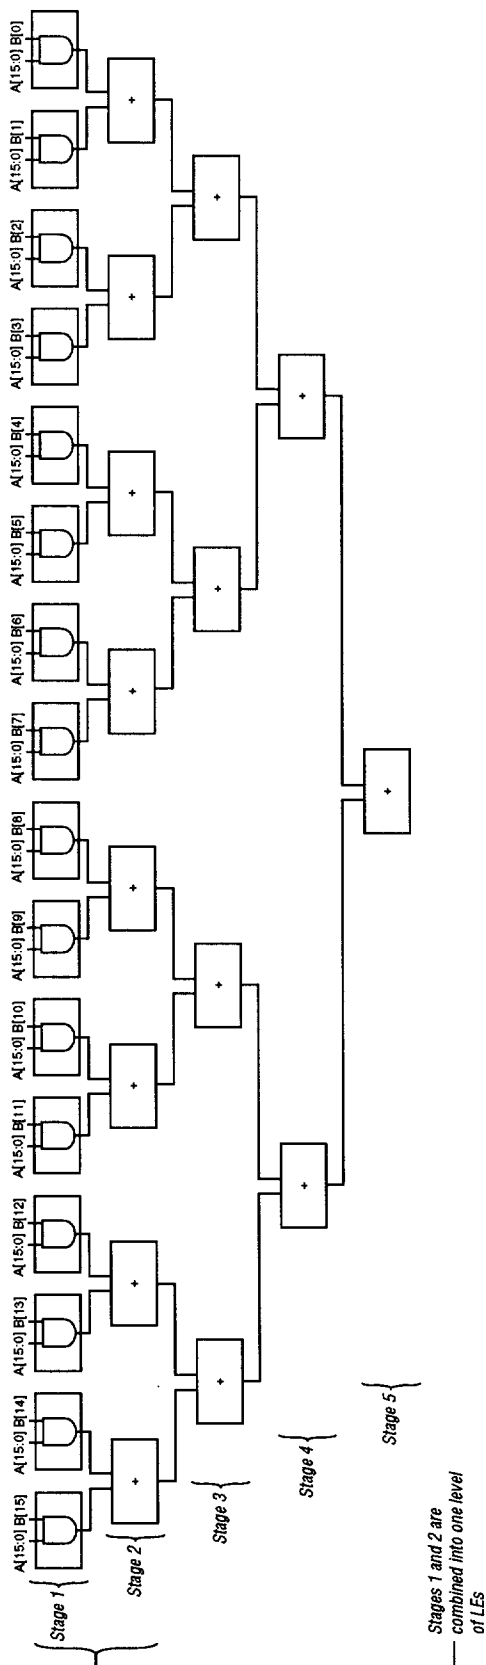 A[15:0] B[15]
A[15:0] B[14]
A[15:0] B[13]
A[15:0] B[12]
A[15:0] B[11]
A[15:0] B[10]
A[15:0] B[9]
A[15:0] B[8]
A[15:0] B[7]
A[15:0] B[6]
A[15:0] B[5]
A[15:0] B[4]
A[15:0] B[3]
A[15:0] B[2]
A[15:0] B[1]
A[15:0] B[0]
Stage 1
Stage 2
+ + + + + + + +
Stage 3
+ + + +
Stage 4
+ +
Stage 5
+
Stages 1 and 2 are
combined into one level
of LEs